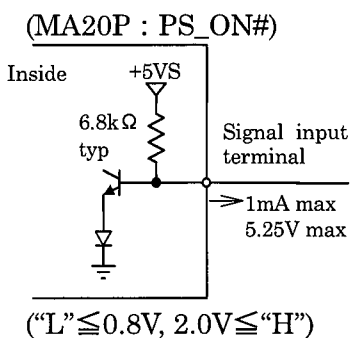 (MA20P : PS_ON#)
Inside
+5VS
6.8kΩ
typ
Signal input
terminal
1mA max
5.25V max
("L"≦0.8V, 2.0V≦"H")